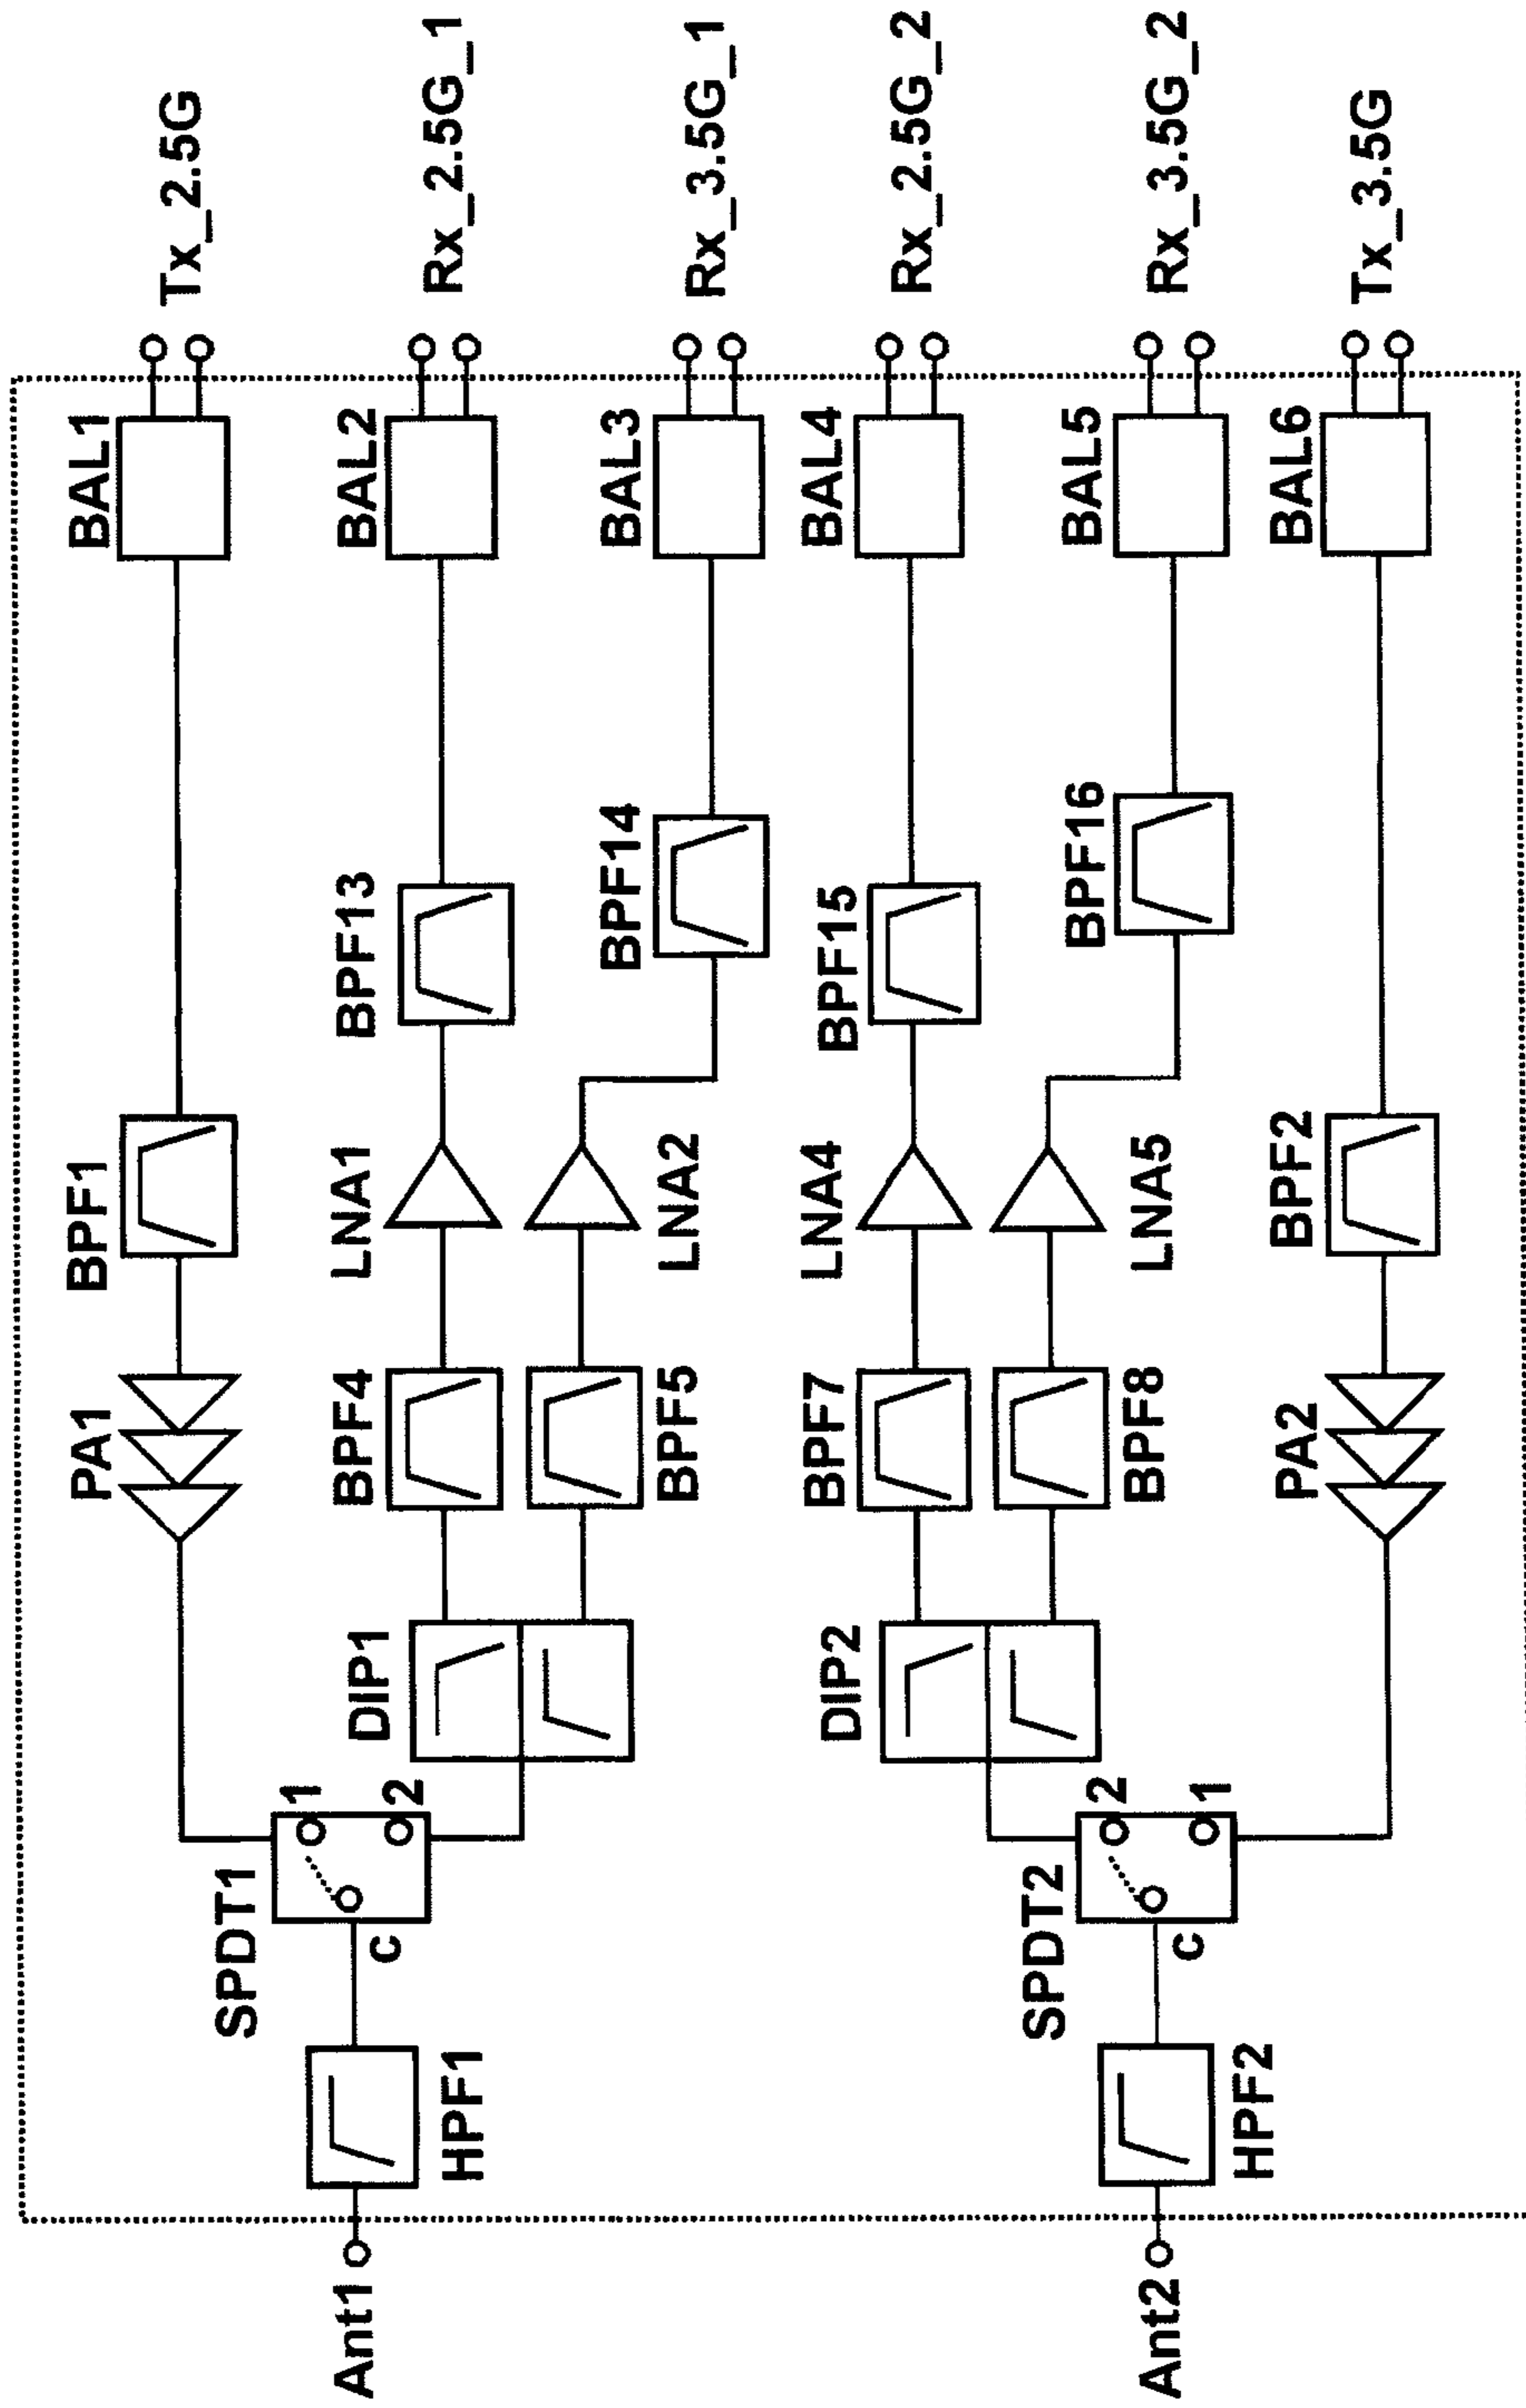 BAL1
Tx_2.5G
BPF1
PA1
BAL2
Rx_2.5G_1
BPF13
LNA1
BPF4
DIP1
SPDT1
1
2
c
HPF1
Ant1
BAL3
Rx_3.5G_1
BPF14
LNA2
BPF5
BAL4
Rx_2.5G_2
BPF15
LNA4
BPF7
DIP2
BAL5
Rx_3.5G_2
BPF16
LNA5
BPF8
SPDT2
2
1
c
HPF2
Ant2
BAL6
Tx_3.5G
BPF2
PA2